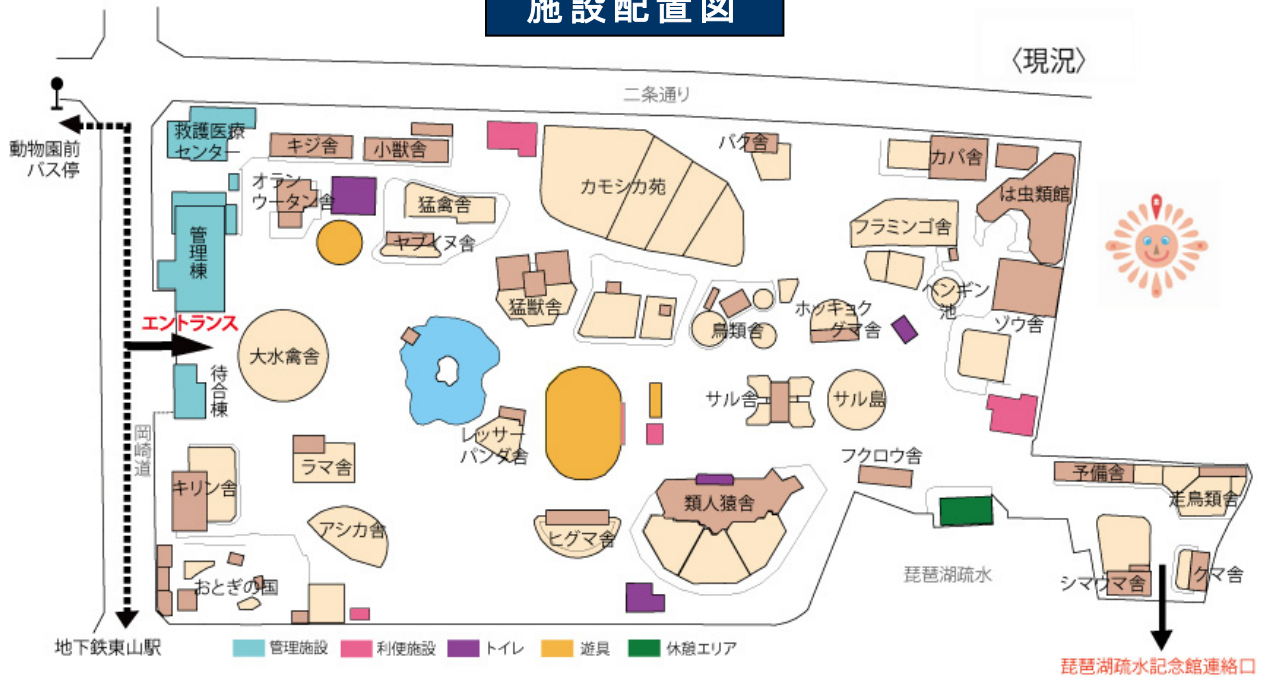 施設配置図
〈現況〉
二条通り
動物園前
バス停
救護医療
センター
キジ舎
小獣舎
バク舎
カバ舎
は虫類館
オラン
ウータン舎
猛禽舎
カモシカ苑
フラミンゴ舎
ヤブイヌ舎
管理棟
ペンギン
池
エントランス
猛獣舎
鳥類舎
ホッキョク
グマ舎
ゾウ舎
大水禽舎
待合棟
サル舎
サル島
岡崎道
レッサー
パンダ舎
ラマ舎
フクロウ舎
キリン舎
予備舎
走鳥類舎
類人猿舎
アシカ舎
ヒグマ舎
おとぎの国
琵琶湖疏水
シマウマ舎
クマ舎
地下鉄東山駅
管理施設
利便施設
トイレ
遊具
休憩エリア
琵琶湖疏水記念館連絡口